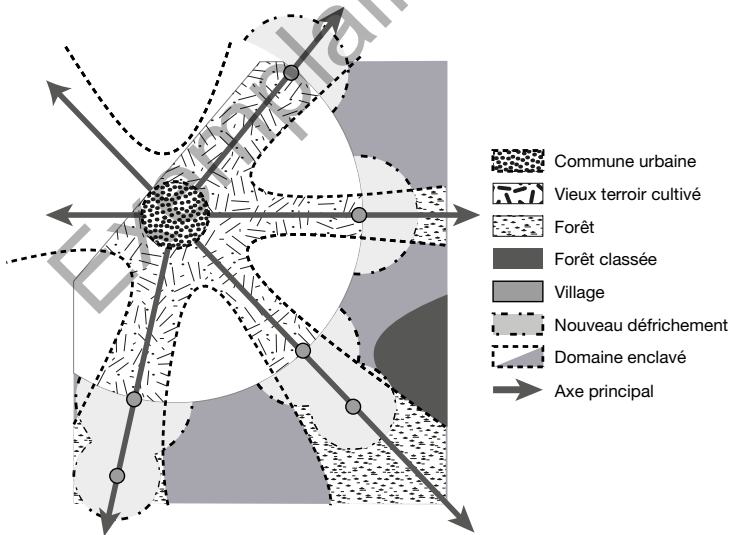 Commune urbaine
Vieux terroir cultivé
Forêt
Forêt classée
Village
Nouveau défrichement
Domaine enclavé
Axe principal